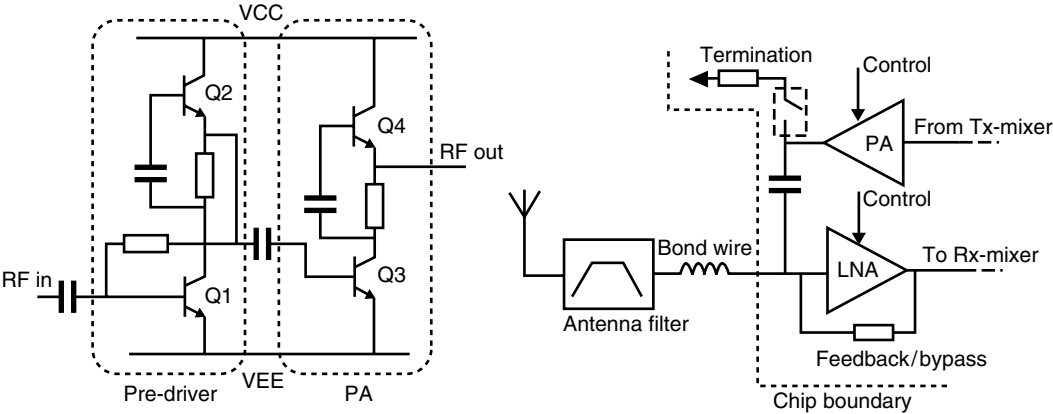 VCC
Q2
Q4
RF out
RF in
Q1
Q3
VEE
Pre-driver
PA
Termination
Control
PA
From Tx-mixer
Control
Bond wire
LNA
To Rx-mixer
Antenna filter
Feedback/bypass
Chip boundary